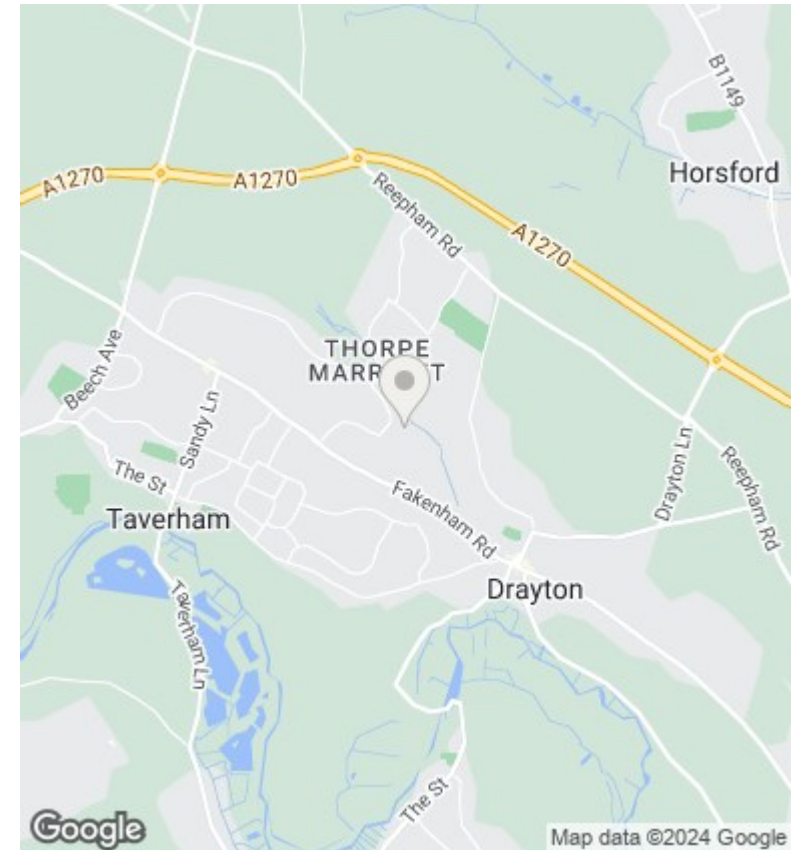 B1149
Horsford
A1270
A1270
Reepham Rd
A1270
THORPE
Beech Ave
Sandy Ln
The St
Taverham
Fakenham Rd
Drayton Ln
Reepham Rd
Drayton
Taverham Ln
The St
Google
Map data ©2024 Google